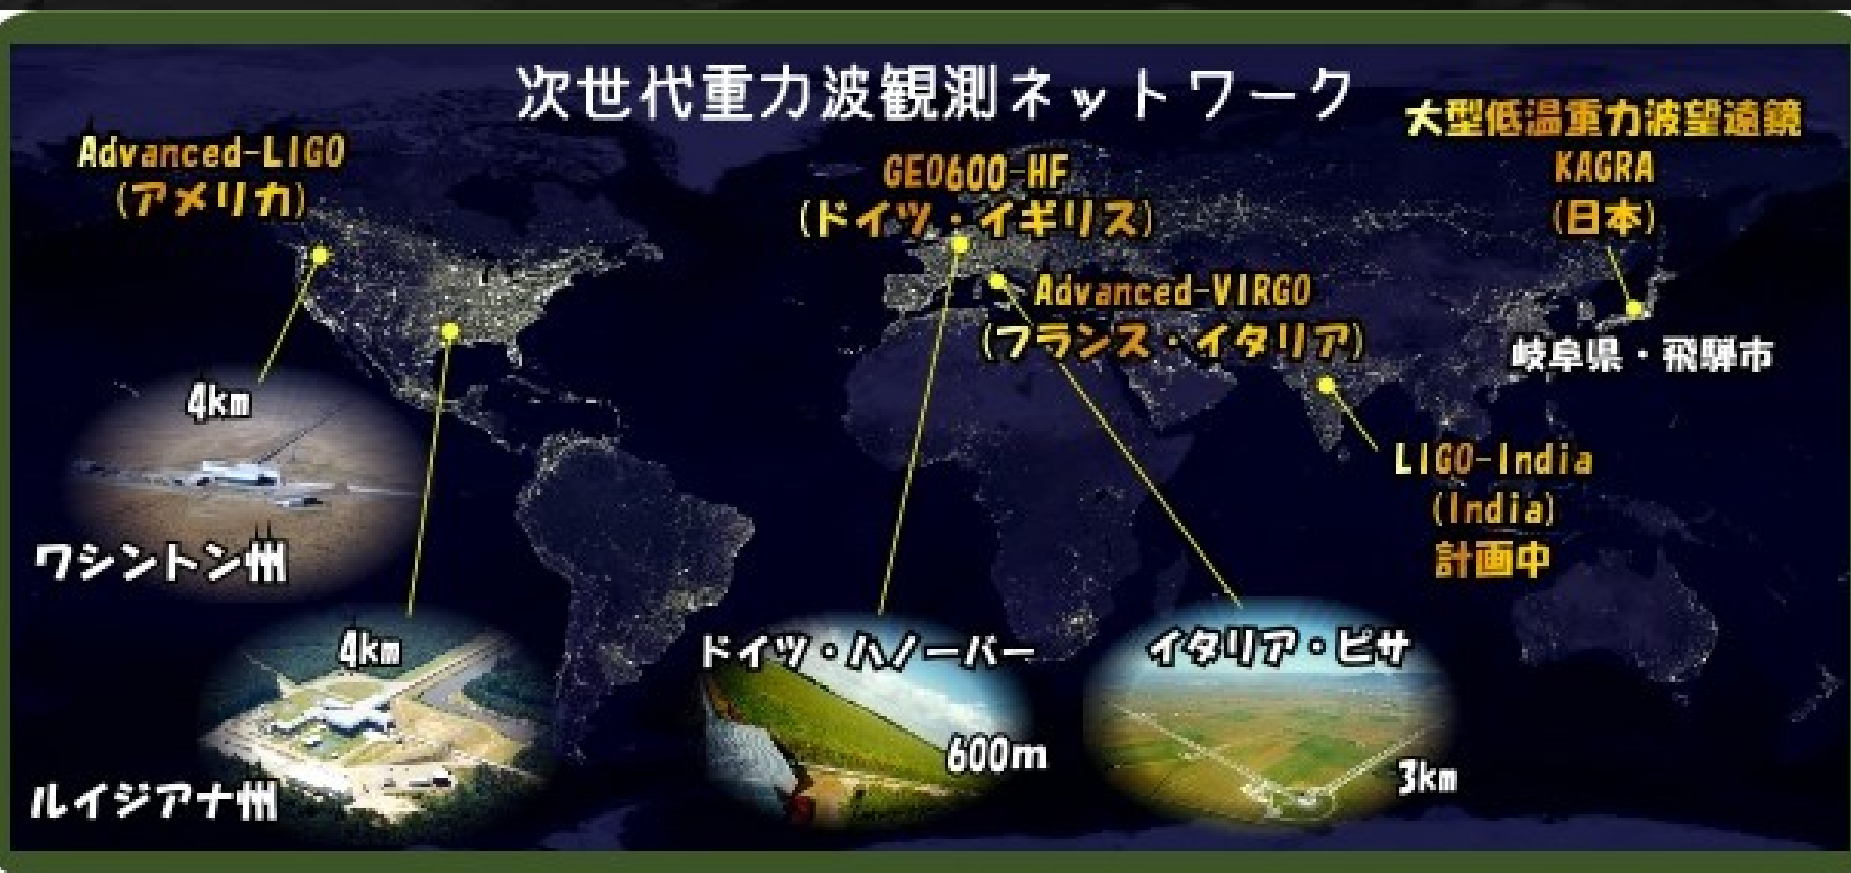 次世代重力波観測ネットワーク
Advanced-LIGO
(アメリカ)
GEO600-HF
(ドイツ・イギリス)
大型低温重力波望遠鏡
KAGRA
(日本)
Advanced-VIRGO
(フランス・イタリア)
岐阜県・飛騨市
4km
ワシントン州
LIGO-India
(India)
計画中
4km
ルイジアナ州
ドイツ・ハノーバー
600m
イタリア・ピサ
3km